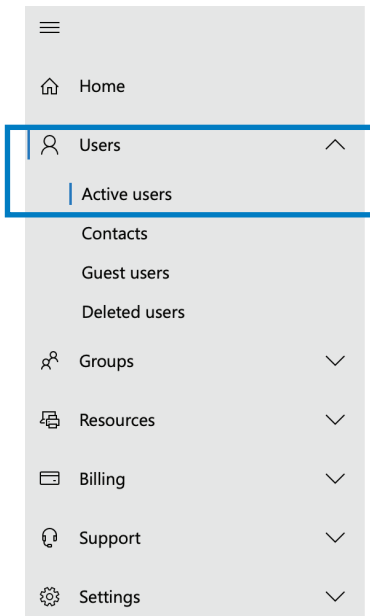 Home
Users
Active users
Contacts
Guest users
Deleted users
Groups
Resources
Billing
Support
Settings